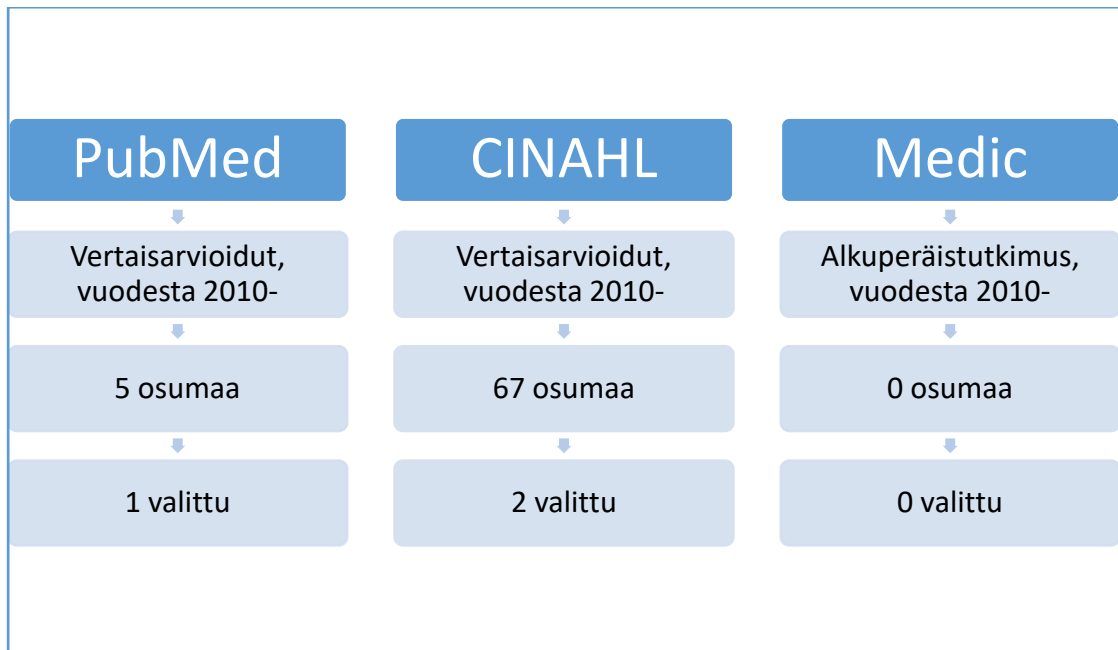 PubMed
Vertaisarvioidut,
vuodesta 2010-
5 osumaa
1 valittu
CINAHL
Vertaisarvioidut,
vuodesta 2010-
67 osumaa
2 valittu
Medic
Alkuperäistutkimus,
vuodesta 2010-
0 osumaa
0 valittu